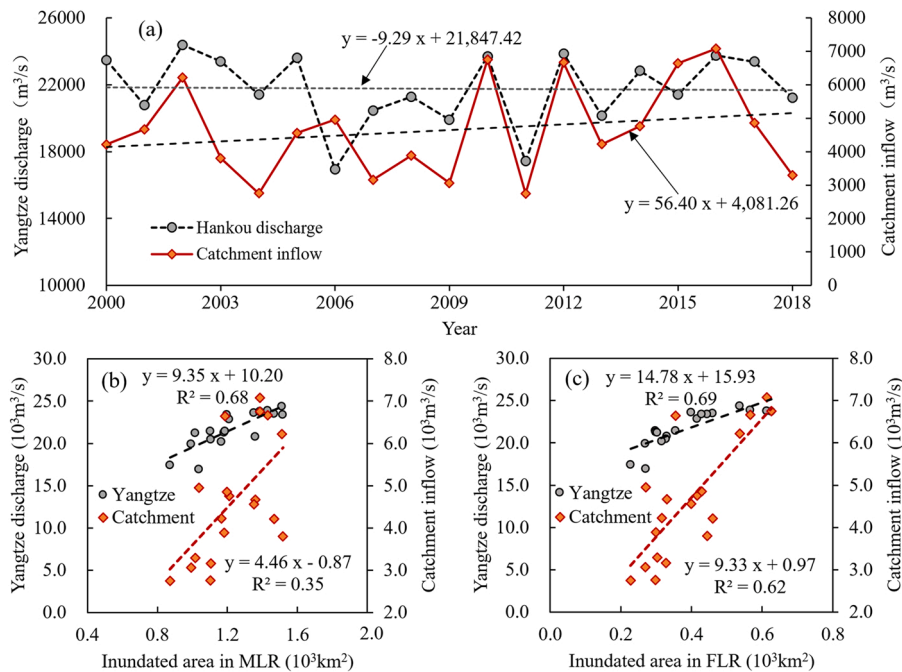 (a)
26000
22000
18000
14000
10000
Yangtze discharge（m³/s）
8000
7000
6000
5000
4000
3000
2000
1000
0
Catchment inflow（m³/s）
y = -9.29 x + 21,847.42
y = 56.40 x + 4,081.26
Hankou discharge
Catchment inflow
2000 2003 2006 2009 2012 2015 2018
Year
(b)
30.0
25.0
20.0
15.0
10.0
5.0
0.0
Yangtze discharge (10³m³/s)
8.0
7.0
6.0
5.0
4.0
3.0
2.0
Catchment inflow (10³m³/s)
y = 9.35 x + 10.20
R² = 0.68
Yangtze
Catchment
y = 4.46 x - 0.87
R² = 0.35
0.4 0.8 1.2 1.6 2.0
Inundated area in MLR (10³km²)
(c)
30.0
25.0
20.0
15.0
10.0
5.0
0.0
Yangtze discharge (10³m³/s)
8.0
7.0
6.0
5.0
4.0
3.0
2.0
Catchment inflow (10³m³/s)
y = 14.78 x + 15.93
R² = 0.69
Yangtze
Catchment
y = 9.33 x + 0.97
R² = 0.62
0.0 0.2 0.4 0.6 0.8
Inundated area in FLR (10³km²)